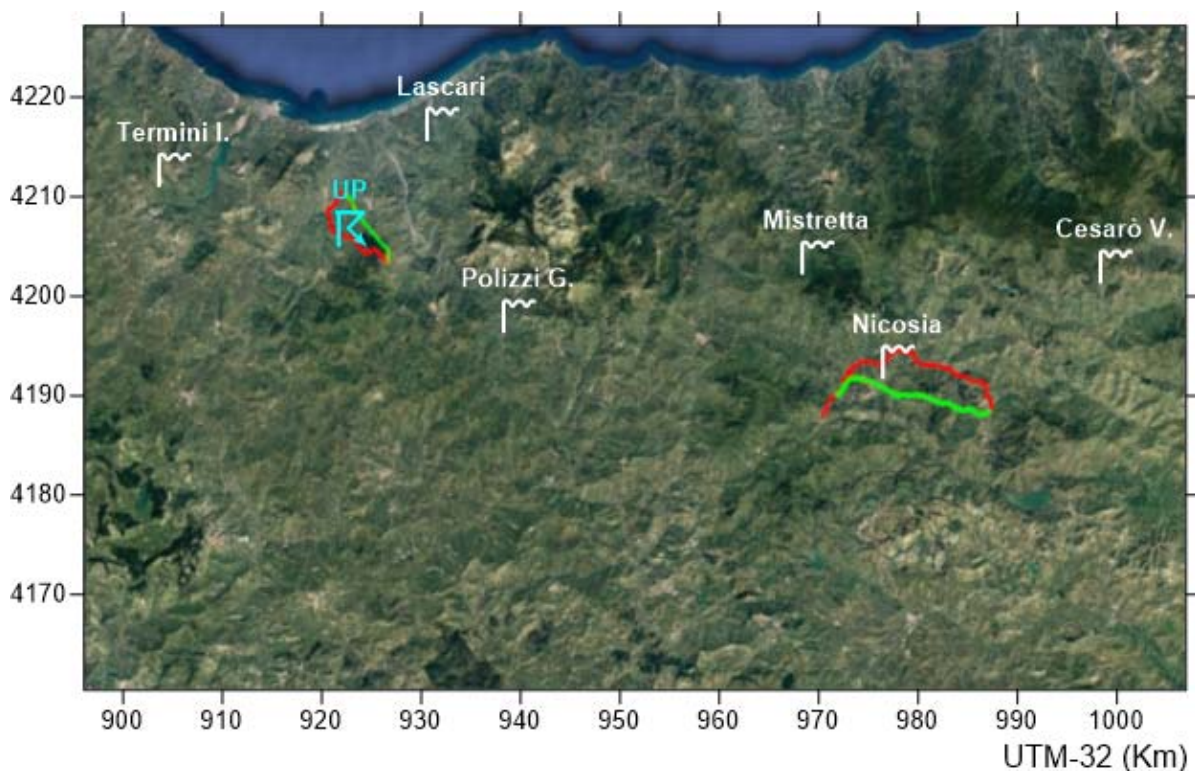 4220
4210
4200
4190
4180
4170
Lascari
Termini I.
UP
Mistretta
Cesarò V.
Polizzi G.
Nicosia
900 910 920 930 940 950 960 970 980 990 1000
UTM-32 (Km)